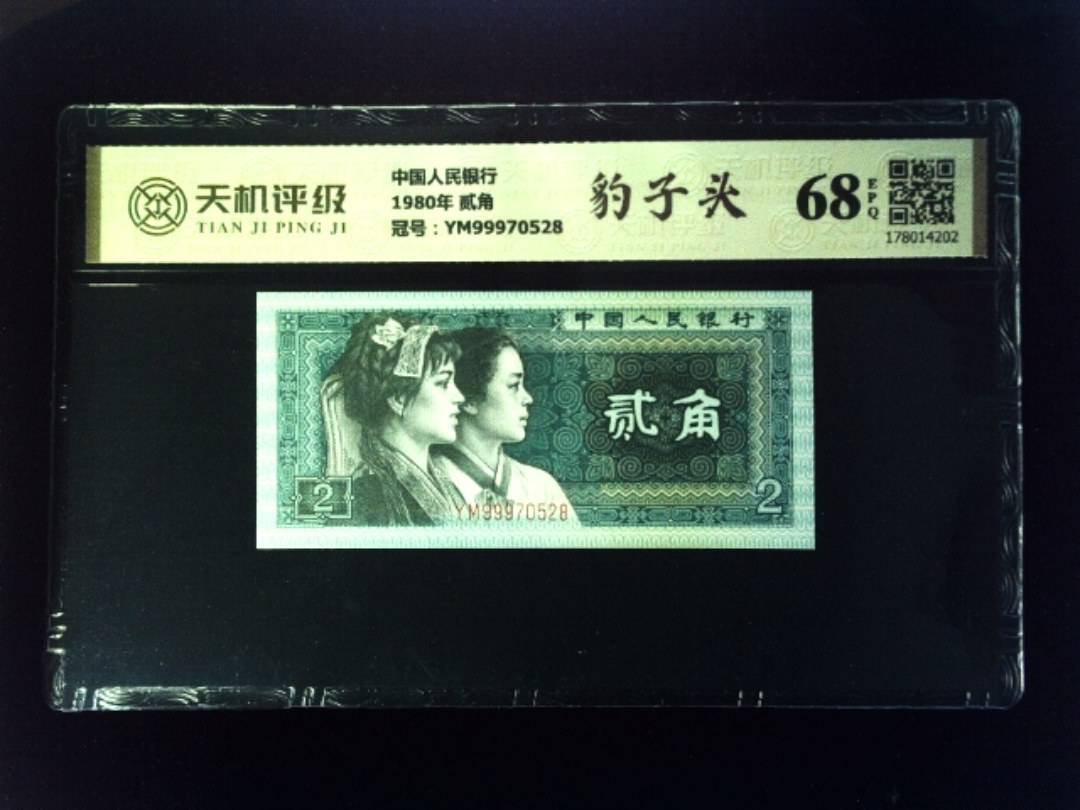 天机评级
TIAN JI PING JI
中国人民银行
1980年 贰角
冠号：YM99970528
豹子头
68
EPQ
178014202
中国人民银行
贰角
2
YM99970528
2